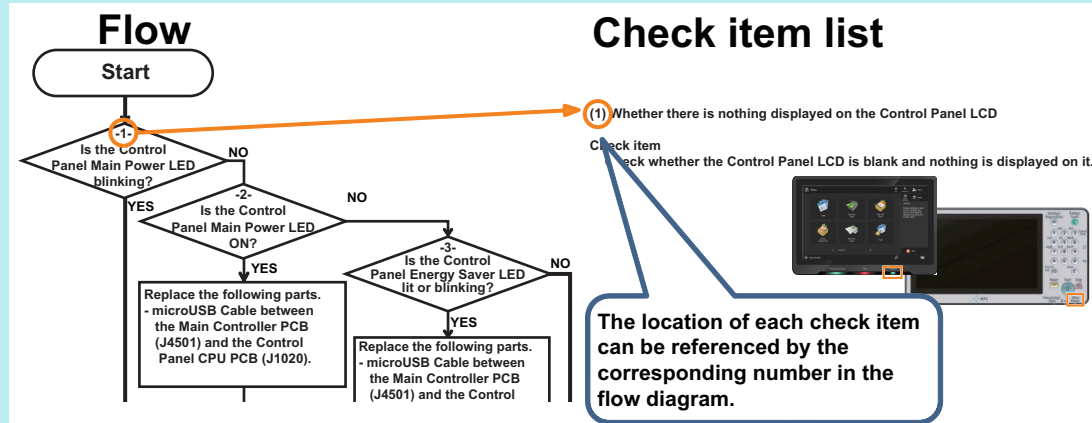 Flow
Start
-1-
Is the Control
Panel Main Power LED
blinking?
NO
YES
-2-
Is the Control
Panel Main Power LED
ON?
NO
YES
-3-
Is the Control
Panel Energy Saver LED
lit or blinking?
NO
YES
Replace the following parts.
- microUSB Cable between
the Main Controller PCB
(J4501) and the Control
Panel CPU PCB (J1020).
Replace the following parts.
- microUSB Cable between
the Main Controller PCB
(J4501) and the Control
Check item list
(1) Whether there is nothing displayed on the Control Panel LCD
Check item
Check whether the Control Panel LCD is blank and nothing is displayed on it.
The location of each check item
can be referenced by the
corresponding number in the
flow diagram.